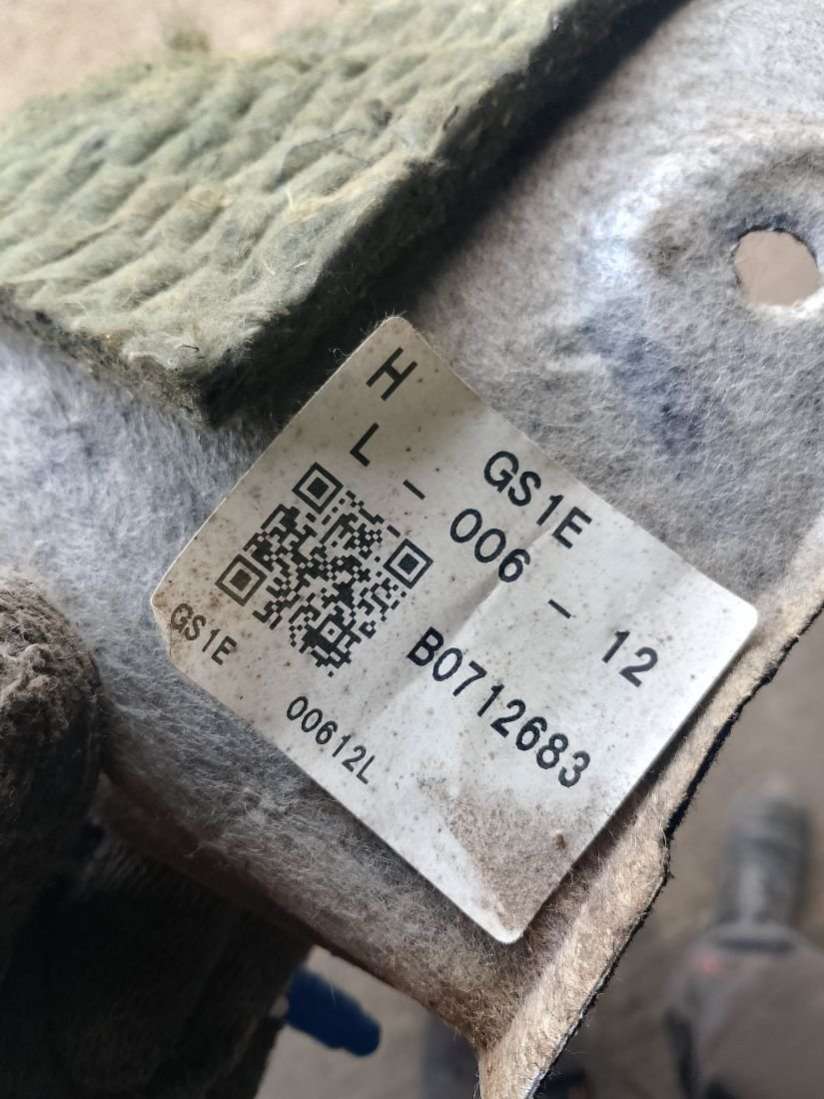 H
GS1E
L - 006 - 12
B0712683
GS1E 00612L